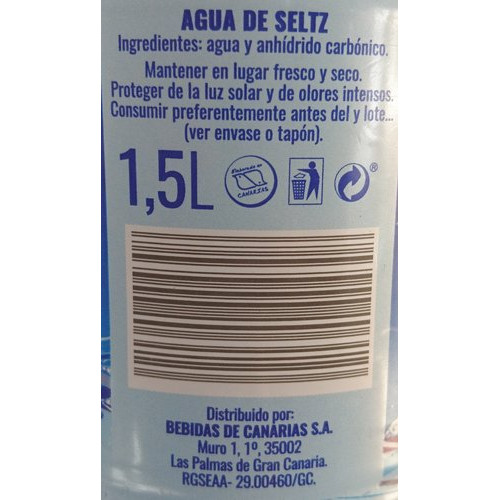 AGUA DE SELTZ
Ingredientes: agua y anhídrido carbónico.
Mantener en lugar fresco y seco.
Proteger de la luz solar y de olores intensos.
Consumir preferentemente antes del y lote...
(ver envase o tapón).
1,5L
Elaborado en
CANARIAS
®
Distribuido por:
BEBIDAS DE CANARIAS S.A.
Muro 1, 1º, 35002
Las Palmas de Gran Canaria.
RGSEAA- 29.00460/GC.